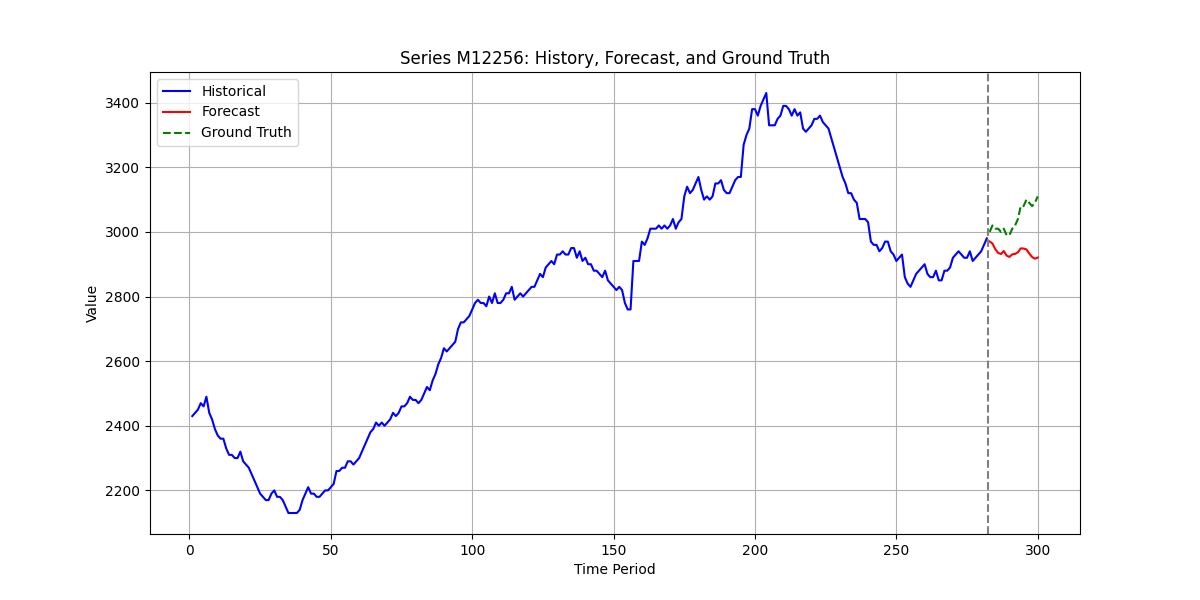 Series M12256: History, Forecast, and Ground Truth
Historical
Forecast
Ground Truth
3400
3200
3000
2800
2600
2400
2200
Value
0 50 100 150 200 250 300
Time Period